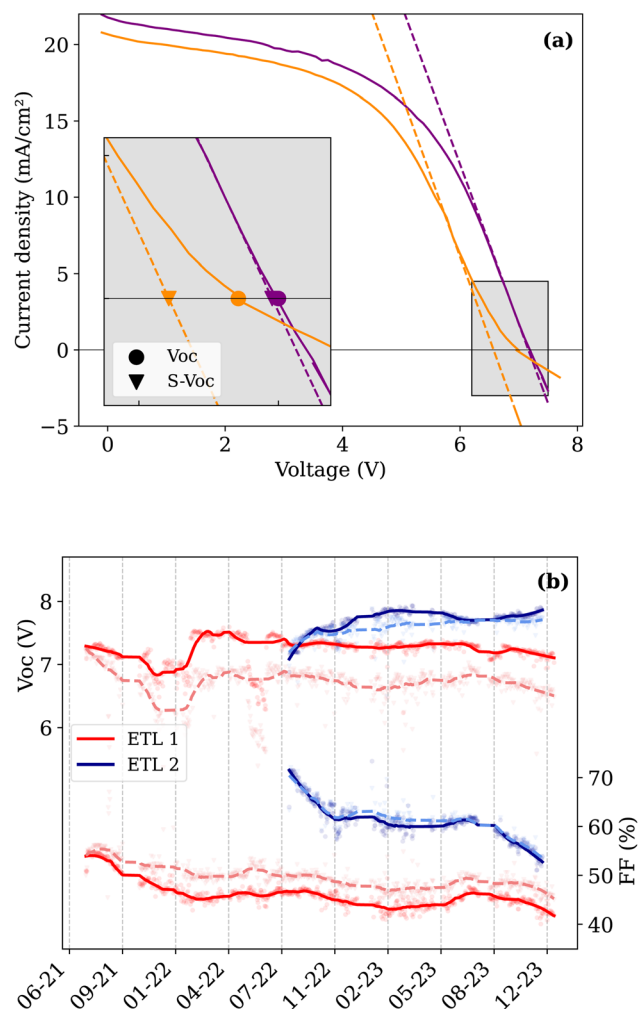 (a)
Current density (mA/cm²)
20
15
10
5
0
−5
Voc
S-Voc
0 2 4 6 8
Voltage (V)
(b)
Voc (V)
8
7
6
ETL 1
ETL 2
70
60
50
40
FF (%)
06-21 09-21 01-22 04-22 07-22 11-22 02-23 05-23 08-23 12-23